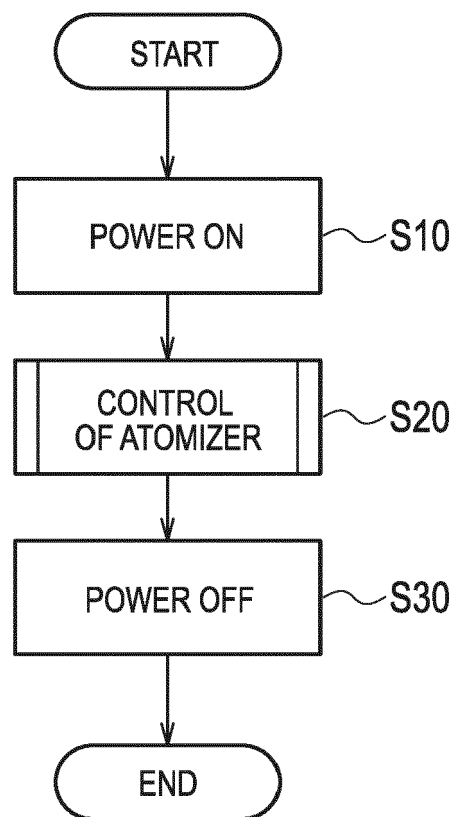 START
POWER ON
S10
CONTROL
OF ATOMIZER
S20
POWER OFF
S30
END